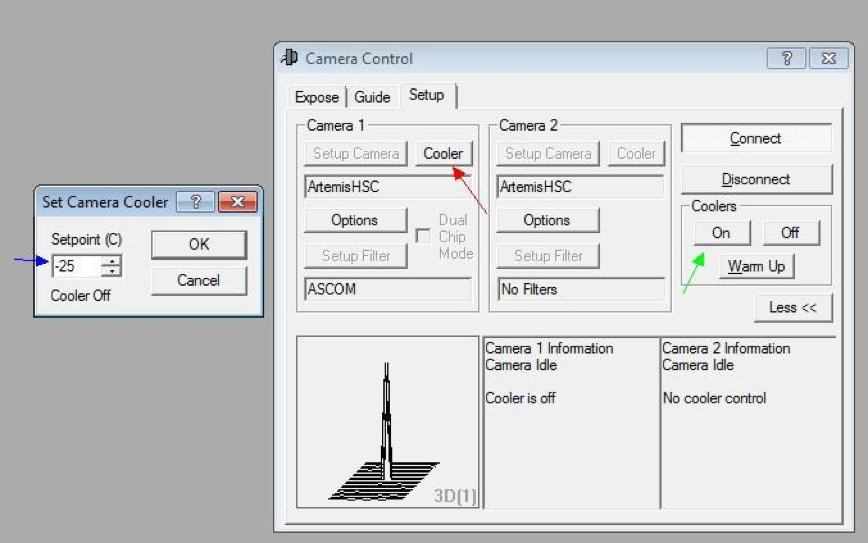 Camera Control
Expose Guide Setup
Camera 1
Setup Camera Cooler
ArtemisHSC
Options
Dual Chip Mode
Setup Filter
ASCOM
Camera 2
Setup Camera Cooler
ArtemisHSC
Options
Setup Filter
No Filters
Connect
Disconnect
Coolers
On Off
Warm Up
Less <<
3D(1)
Camera 1 Information
Camera Idle
Cooler is off
Camera 2 Information
Camera Idle
No cooler control
Set Camera Cooler
Setpoint (C)
-25
Cooler Off
OK
Cancel